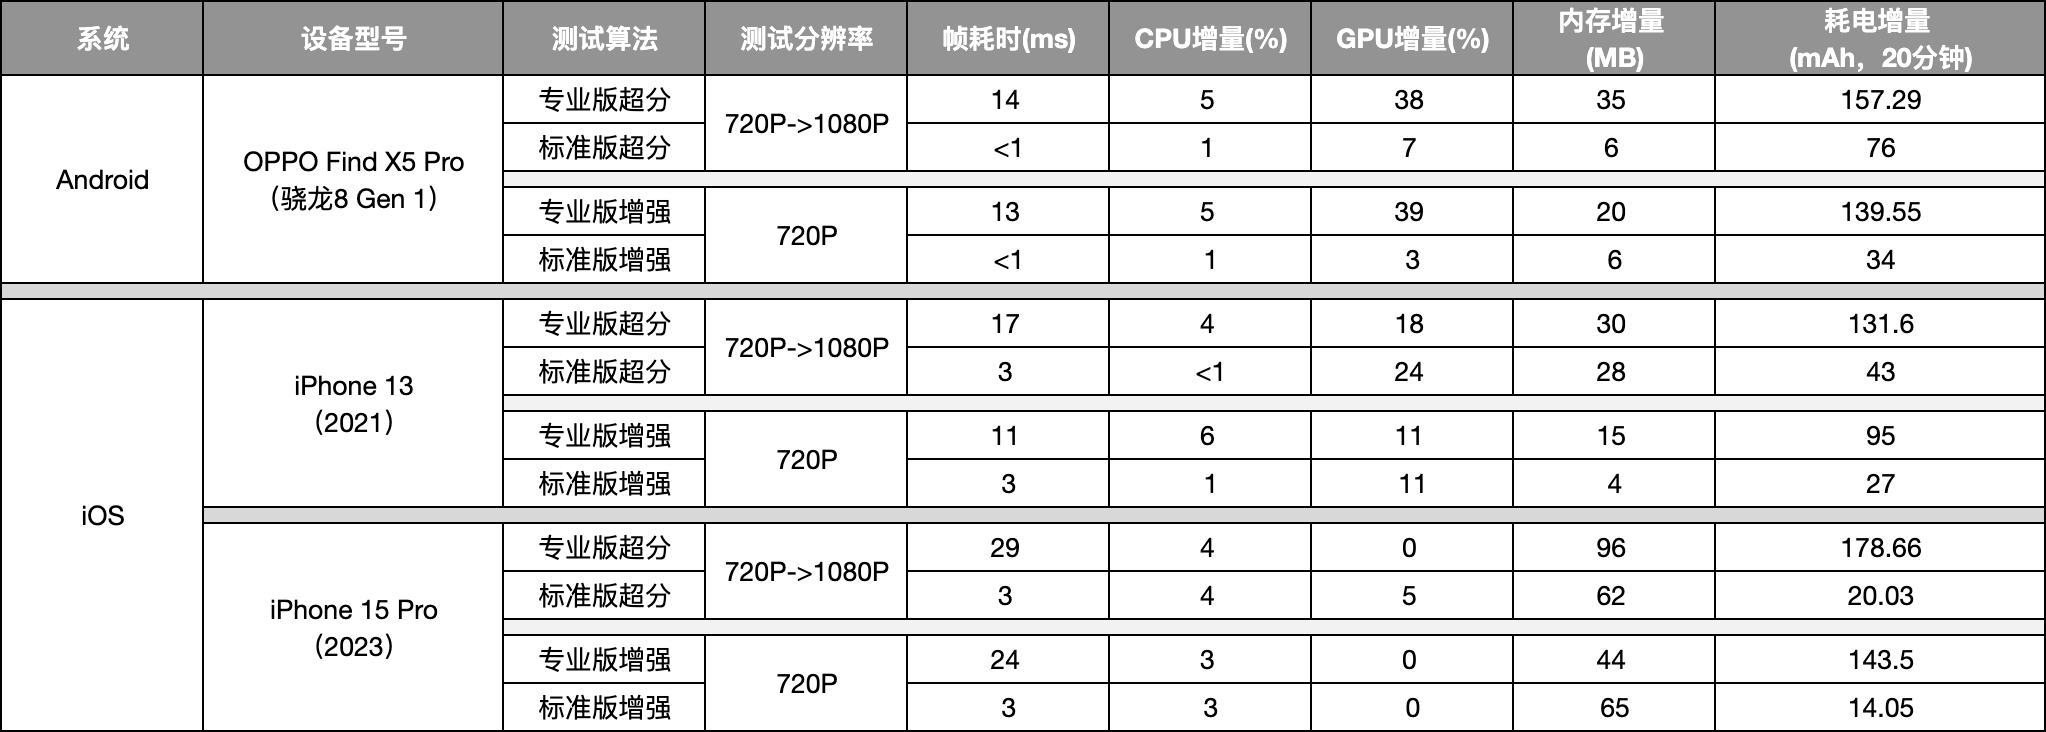 系统 设备型号 测试算法 测试分辨率 帧耗时(ms) CPU增量(%) GPU增量(%) 内存增量(MB) 耗电增量(mAh，20分钟)
Android
OPPO Find X5 Pro
（骁龙8 Gen 1）
专业版超分 720P->1080P 14 5 38 35 157.29
标准版超分 <1 1 7 6 76
专业版增强 720P 13 5 39 20 139.55
标准版增强 <1 1 3 6 34
iOS
iPhone 13
（2021）
专业版超分 720P->1080P 17 4 18 30 131.6
标准版超分 3 <1 24 28 43
专业版增强 720P 11 6 11 15 95
标准版增强 3 1 11 4 27
iPhone 15 Pro
（2023）
专业版超分 720P->1080P 29 4 0 96 178.66
标准版超分 3 4 5 62 20.03
专业版增强 720P 24 3 0 44 143.5
标准版增强 3 3 0 65 14.05